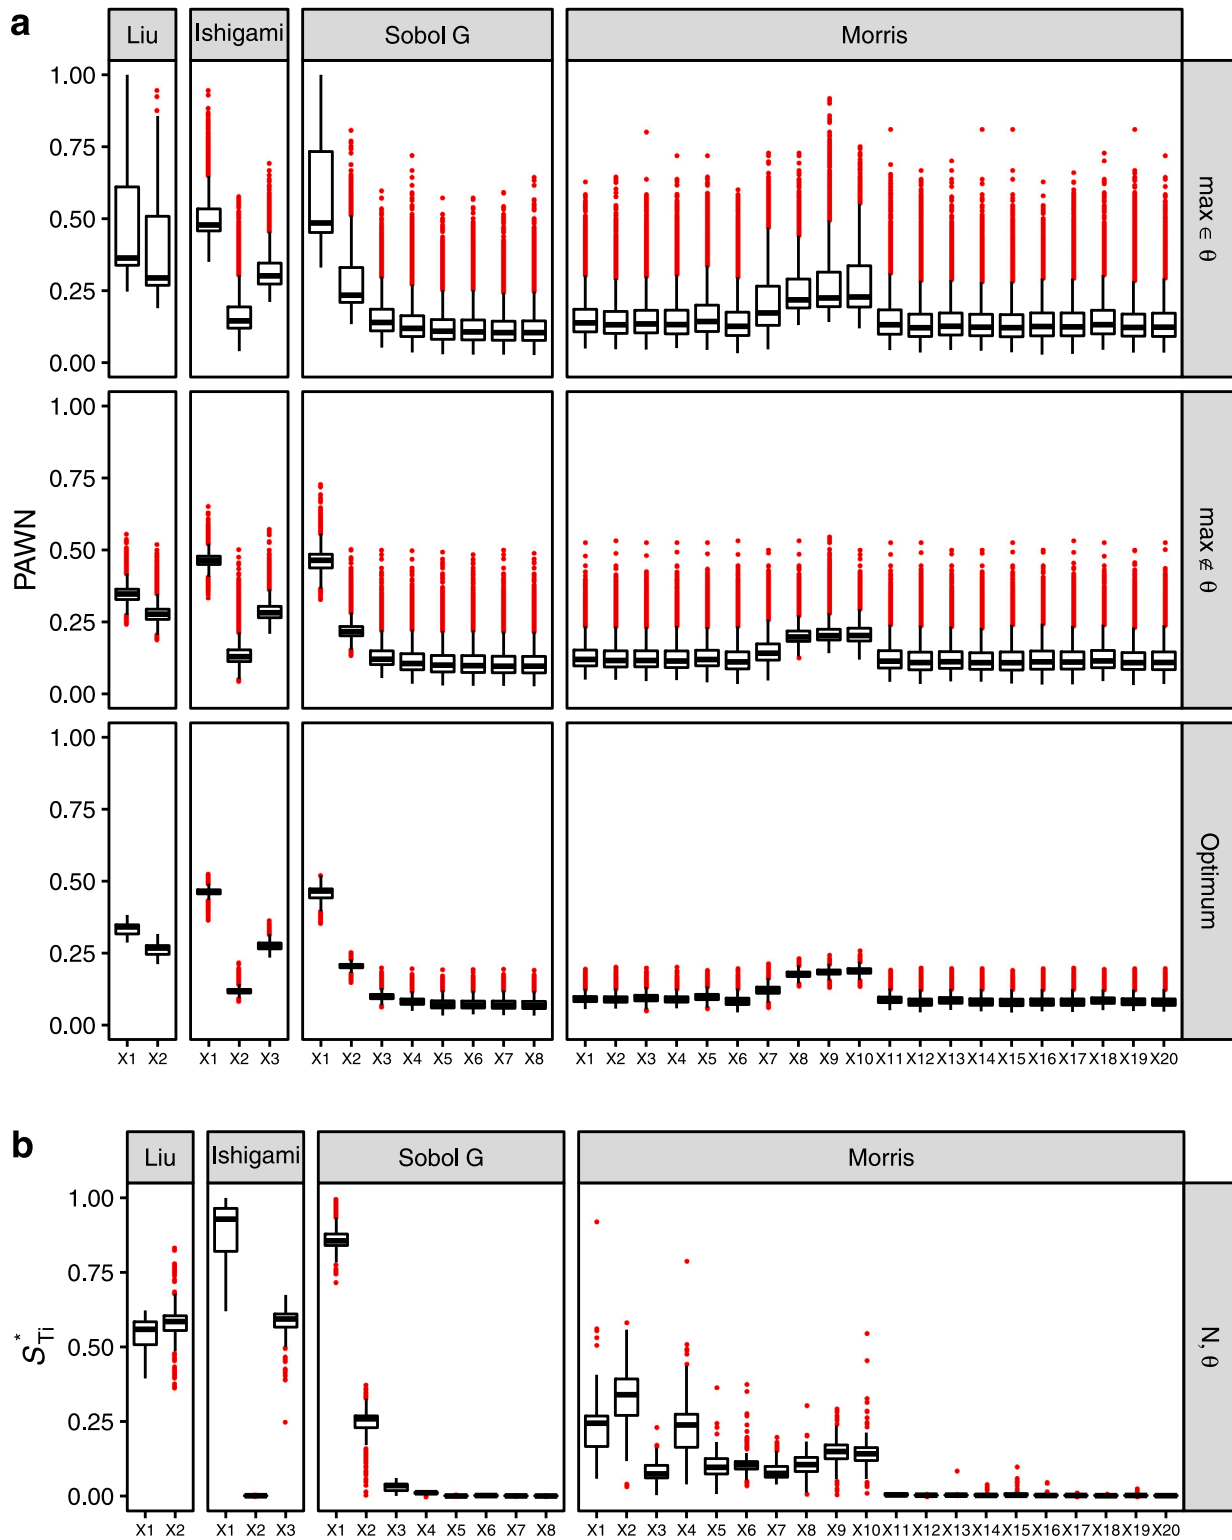 a
Liu Ishigami Sobol G Morris
1.00
0.75
0.50
0.25
0.00
max ∈ θ
1.00
0.75
0.50
0.25
0.00
max ∉ θ
PAWN
1.00
0.75
0.50
0.25
0.00
Optimum
X1 X2 X1 X2 X3 X1 X2 X3 X4 X5 X6 X7 X8 X1 X2 X3 X4 X5 X6 X7 X8 X9 X10 X11 X12 X13 X14 X15 X16 X17 X18 X19 X20
b
Liu Ishigami Sobol G Morris
1.00
0.75
0.50
0.25
0.00
S*Ti
N, θ
X1 X2 X1 X2 X3 X1 X2 X3 X4 X5 X6 X7 X8 X1 X2 X3 X4 X5 X6 X7 X8 X9 X10 X11 X12 X13 X14 X15 X16 X17 X18 X19 X20